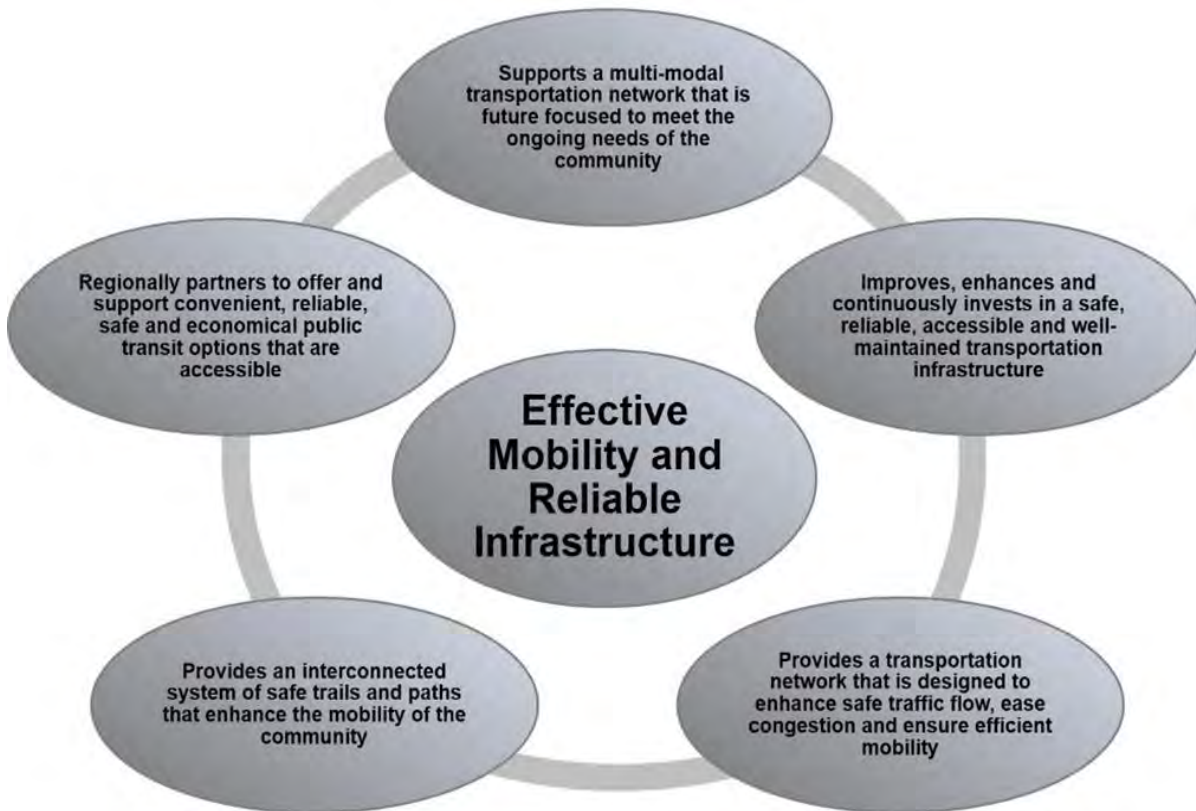 Supports a multi-modal
transportation network that is
future focused to meet the
ongoing needs of the
community
Improves, enhances and
continuously invests in a safe,
reliable, accessible and well-
maintained transportation
infrastructure
Provides a transportation
network that is designed to
enhance safe traffic flow, ease
congestion and ensure efficient
mobility
Provides an interconnected
system of safe trails and paths
that enhance the mobility of the
community
Regionally partners to offer and
support convenient, reliable,
safe and economical public
transit options that are
accessible
Effective
Mobility and
Reliable
Infrastructure